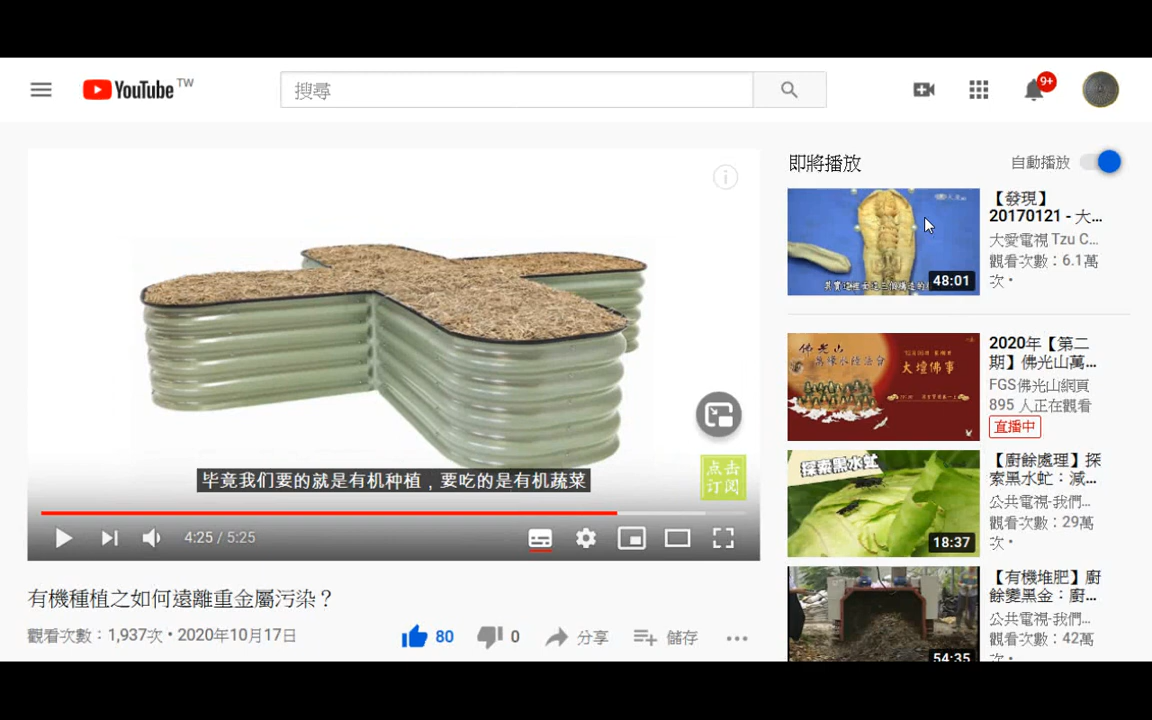 YouTube TW
搜尋
9+
即將播放
自動播放
【發現】
20170121 - 大...
大愛電視 Tzu C...
觀看次數：6.1萬
次 •
48:01
2020年【第二
期】佛光山萬...
FGS佛光山網頁
895 人正在觀看
直播中
佛光山
大壇佛事
点击
订阅
毕竟我们要的就是有机种植，要吃的是有机蔬菜
4:25 / 5:25
探索黑水虻
18:37
【廚餘處理】探
索黑水虻：減...
公共電視-我們...
觀看次數：29萬
次 •
【有機堆肥】廚
餘變黑金：廚...
公共電視-我們...
觀看次數：42萬
次 •
54:35
有機種植之如何遠離重金屬污染？
觀看次數：1,937次 • 2020年10月17日
80
0
分享
儲存